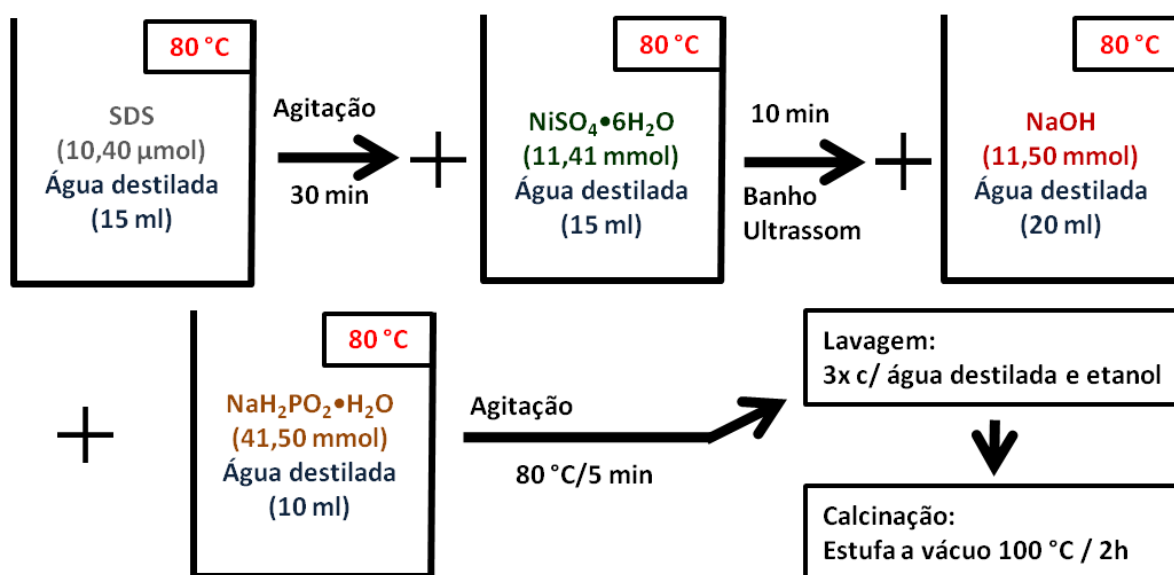 80 °C
SDS
(10,40 µmol)
Água destilada
(15 ml)
Agitação
30 min
+
80 °C
NiSO₄•6H₂O
(11,41 mmol)
Água destilada
(15 ml)
10 min
Banho
Ultrassom
+
80 °C
NaOH
(11,50 mmol)
Água destilada
(20 ml)
+
80 °C
NaH₂PO₂•H₂O
(41,50 mmol)
Água destilada
(10 ml)
Agitação
80 °C/5 min
Lavagem:
3x c/ água destilada e etanol
Calcinação:
Estufa a vácuo 100 °C / 2h